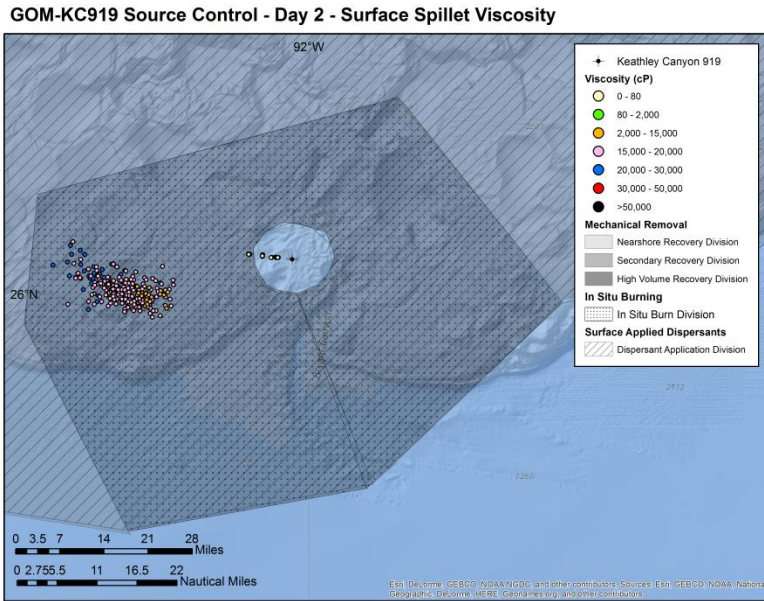 GOM-KC919 Source Control - Day 2 - Surface Spillet Viscosity
92°W
26°N
Keathley Canyon 919
Viscosity (cP)
0 - 80
80 - 2,000
2,000 - 15,000
15,000 - 20,000
20,000 - 30,000
30,000 - 50,000
>50,000
Mechanical Removal
Nearshore Recovery Division
Secondary Recovery Division
High Volume Recovery Division
In Situ Burning
In Situ Burn Division
Surface Applied Dispersants
Dispersant Application Division
0 3.5 7 14 21 28
Miles
0 2.755.5 11 16.5 22
Nautical Miles
Esri, DeLorme, GEBCO, NOAA NGDC, and other contributors, Sources: Esri, GEBCO, NOAA, National
Geographic, DeLorme, HERE, Geonames.org, and other contributors